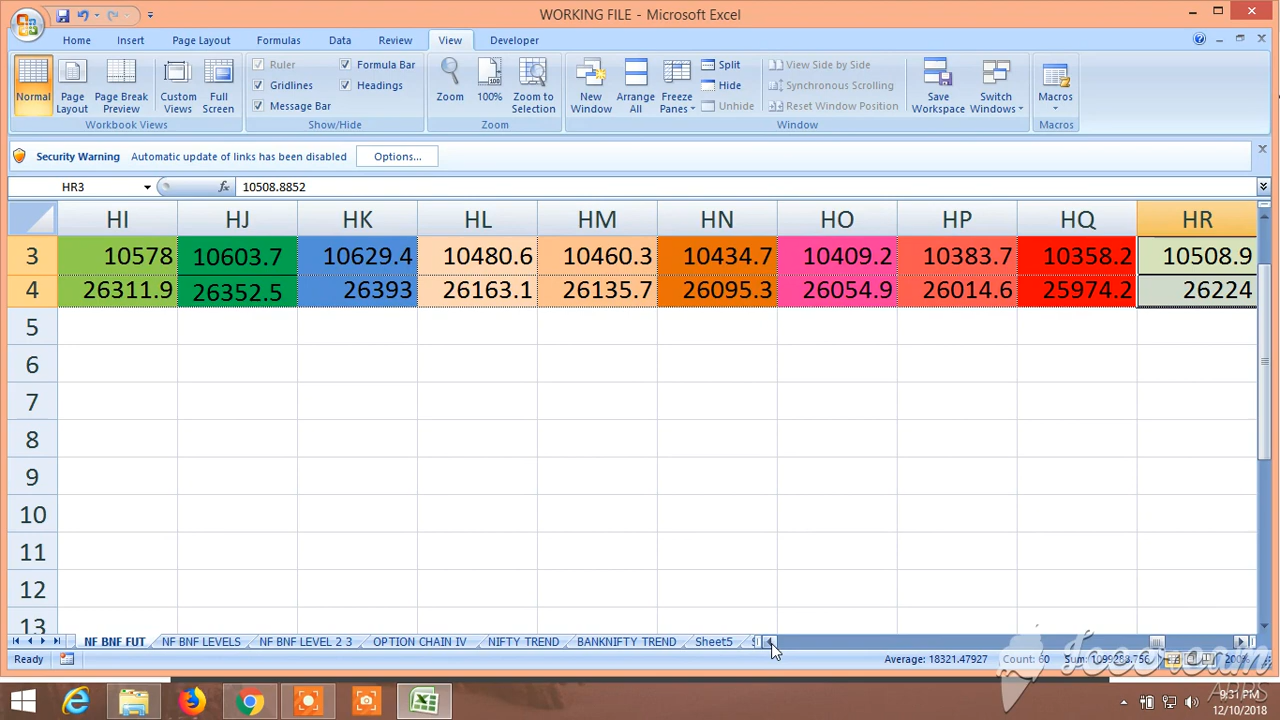 WORKING FILE - Microsoft Excel
Home Insert Page Layout Formulas Data Review View Developer
Normal
Page Layout
Page Break Preview
Custom Views
Full Screen
Workbook Views
Ruler
Formula Bar
Gridlines
Headings
Message Bar
Show/Hide
Zoom
100%
Zoom to Selection
Zoom
New Window
Arrange All
Freeze Panes
Split
Hide
Unhide
View Side by Side
Synchronous Scrolling
Reset Window Position
Window
Save Workspace
Switch Windows
Macros
Macros
Security Warning Automatic update of links has been disabled Options...
HR3 fx 10508.8852
HI HJ HK HL HM HN HO HP HQ HR
3 10578 10603.7 10629.4 10480.6 10460.3 10434.7 10409.2 10383.7 10358.2 10508.9
4 26311.9 26352.5 26393 26163.1 26135.7 26095.3 26054.9 26014.6 25974.2 26224
5
6
7
8
9
10
11
12
13
NF BNF FUT NF BNF LEVELS NF BNF LEVEL 2 3 OPTION CHAIN IV NIFTY TREND BANKNIFTY TREND Sheet5
Ready Average: 18321.47927 Count: 60 Sum: 1099288.756 200%
Icecream
APPS
9:31 PM
12/10/2018